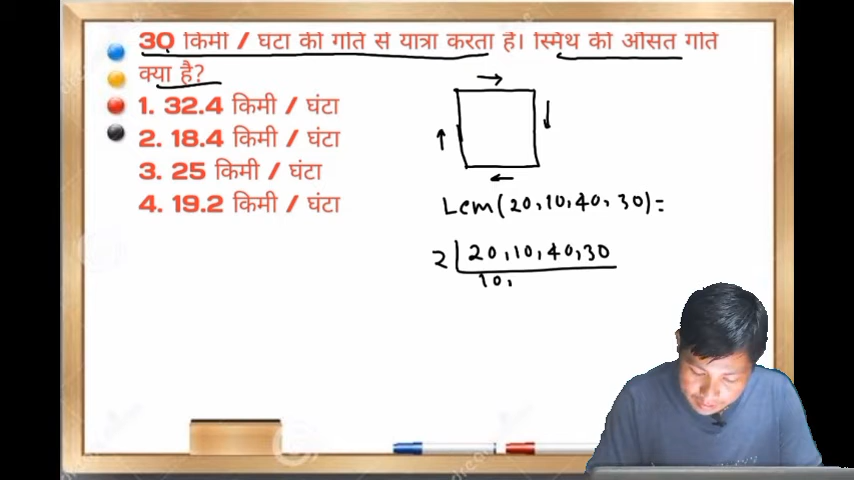 30 किमी / घंटा की गति से यात्रा करता है। स्मिथ की औसत गति
क्या है?
1. 32.4 किमी / घंटा
2. 18.4 किमी / घंटा
3. 25 किमी / घंटा
4. 19.2 किमी / घंटा
Lcm(20,10,40,30)=
2 20,10,40,30
10,